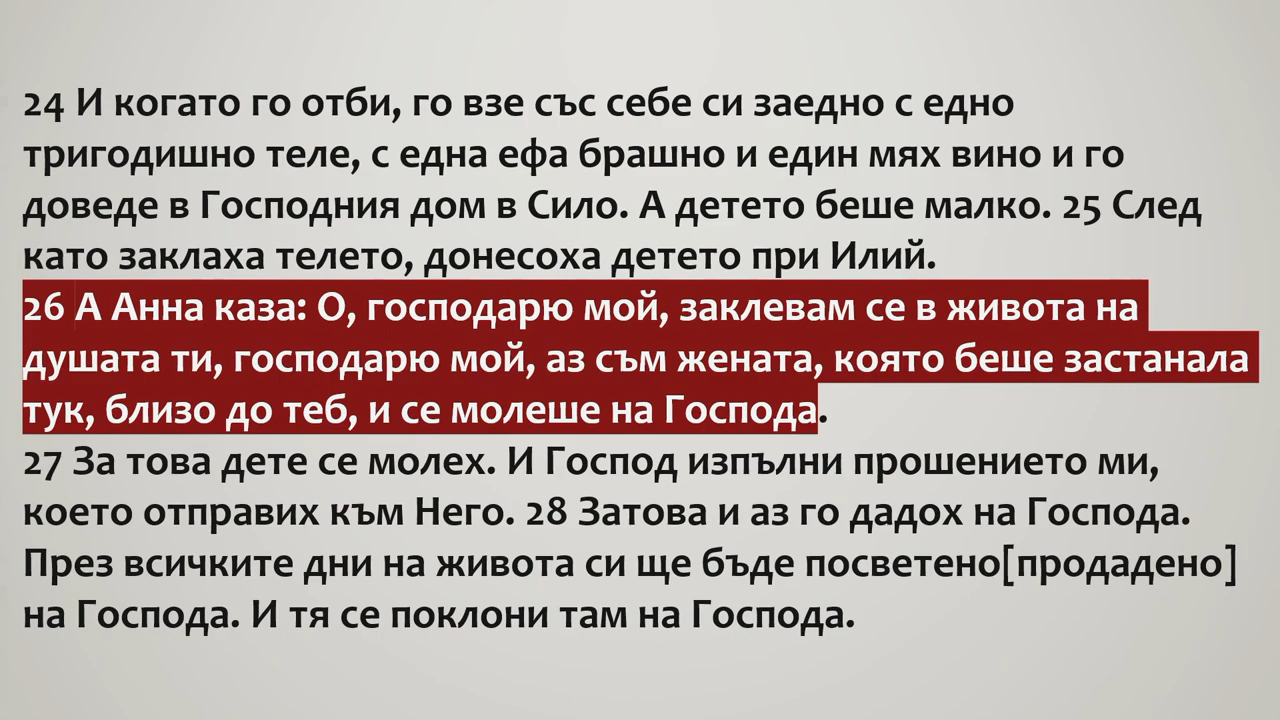 24 И когато го отби, го взе със себе си заедно с едно
тригодишно теле, с една ефа брашно и един мях вино и го
доведе в Господния дом в Сило. А детето беше малко. 25 След
като заклаха телето, донесоха детето при Илий.
26 А Анна каза: О, господарю мой, заклевам се в живота на
душата ти, господарю мой, аз съм жената, която беше застанала
тук, близо до теб, и се молеше на Господа.
27 За това дете се молех. И Господ изпълни прошението ми,
което отправих към Него. 28 Затова и аз го дадох на Господа.
През всичките дни на живота си ще бъде посветено[продадено]
на Господа. И тя се поклони там на Господа.